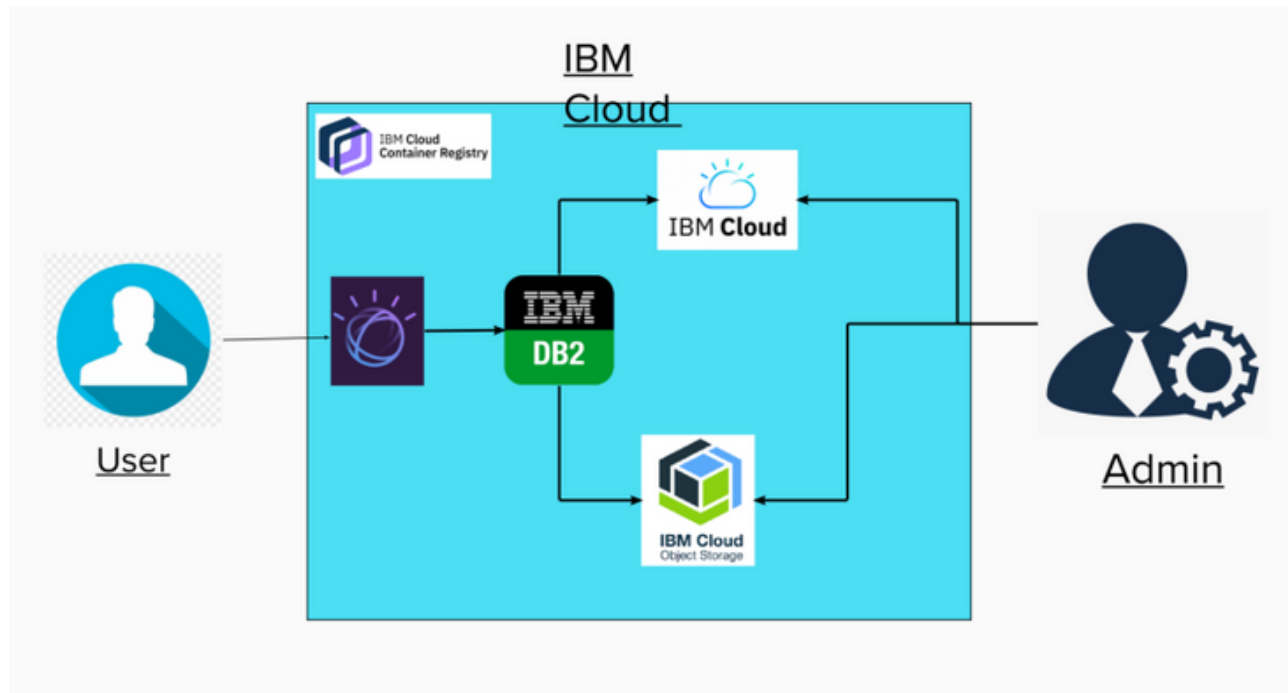 IBM
Cloud
IBM Cloud
Container Registry
IBM Cloud
IBM
DB2
User
Admin
IBM Cloud
Object Storage